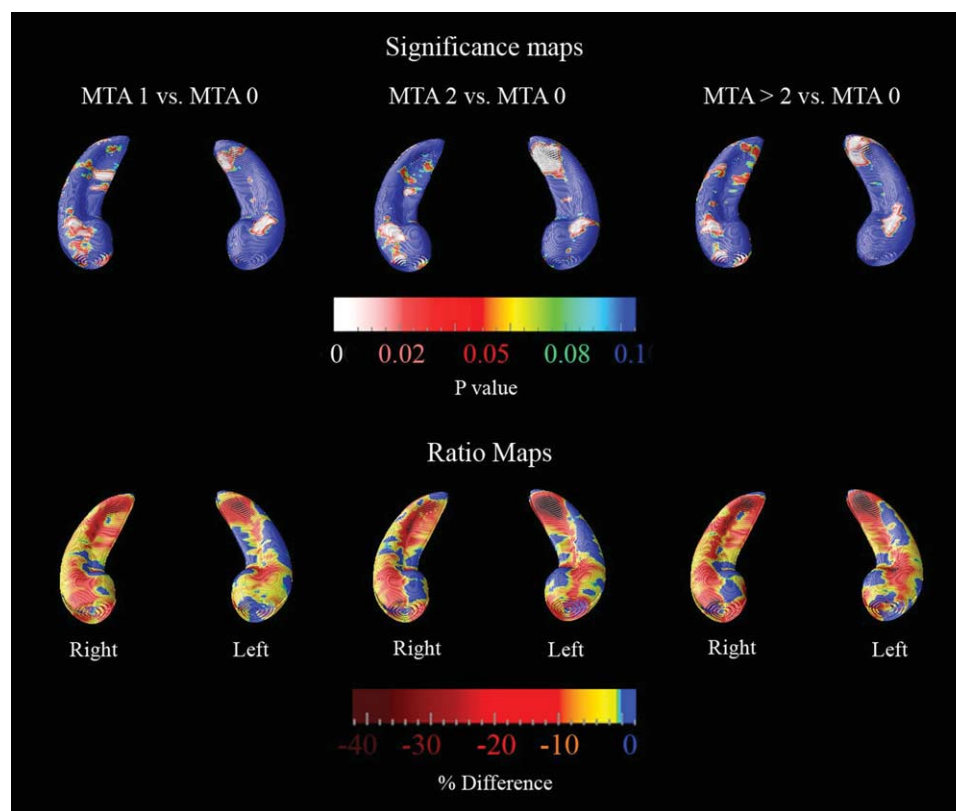 Significance maps
MTA 1 vs. MTA 0 MTA 2 vs. MTA 0 MTA > 2 vs. MTA 0
0 0.02 0.05 0.08 0.1
P value
Ratio Maps
Right Left Right Left Right Left
-40 -30 -20 -10 0
% Difference